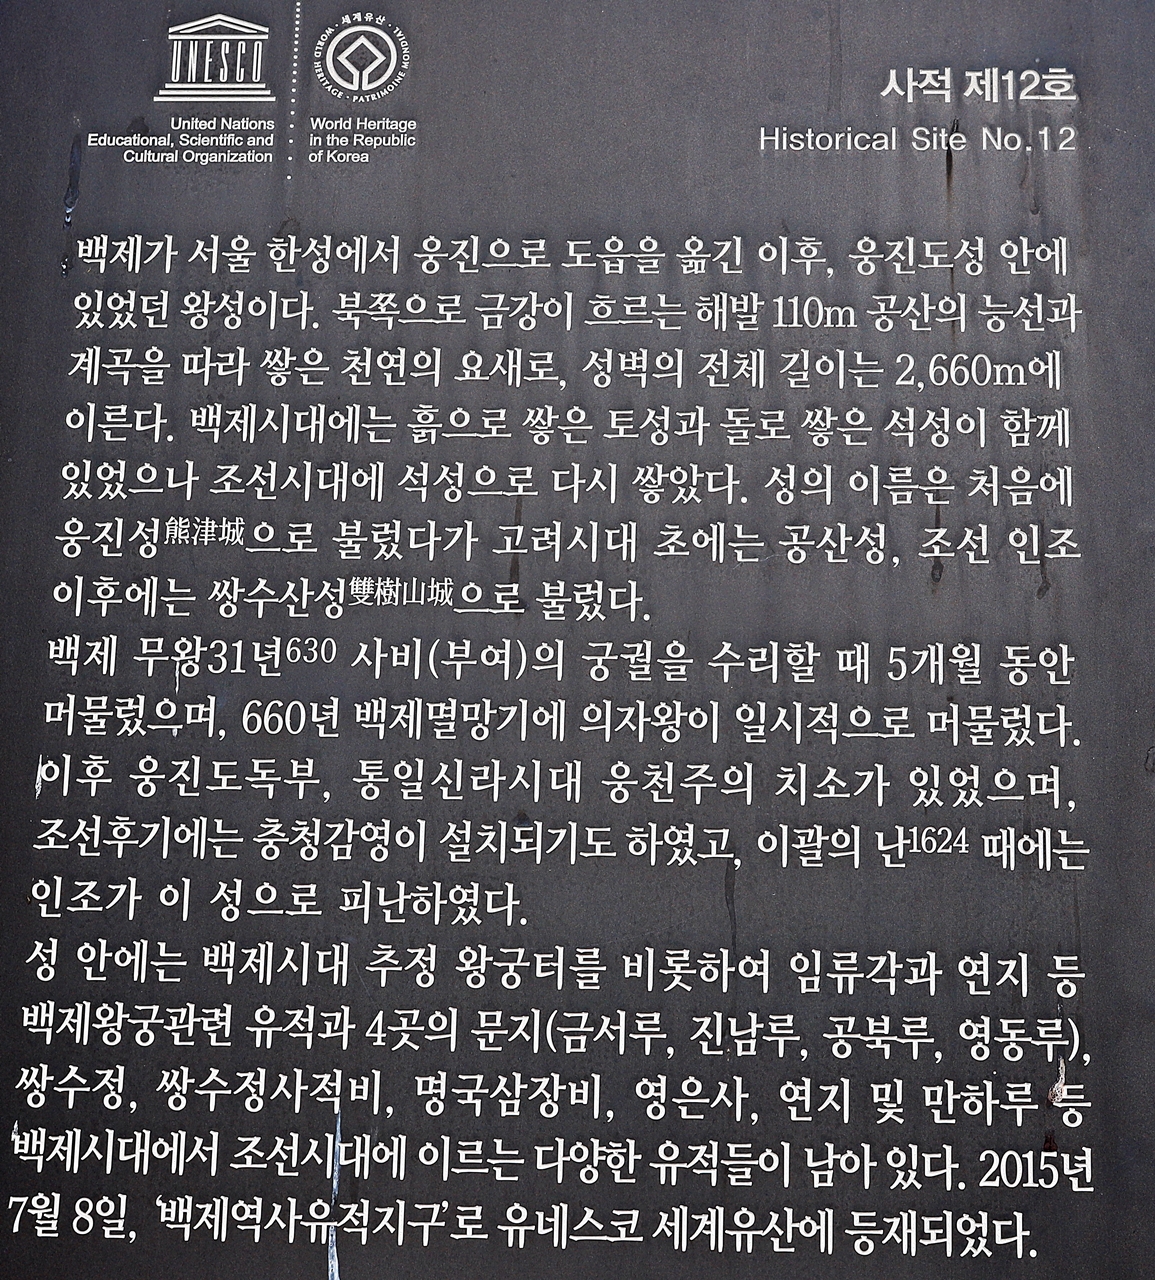 UNESCO
United Nations
Educational, Scientific and
Cultural Organization
세계유산 · WORLD HERITAGE · PATRIMOINE MONDIAL
World Heritage
in the Republic
of Korea
사적 제12호
Historical Site No.12
백제가 서울 한성에서 웅진으로 도읍을 옮긴 이후, 웅진도성 안에
있었던 왕성이다. 북쪽으로 금강이 흐르는 해발 110m 공산의 능선과
계곡을 따라 쌓은 천연의 요새로, 성벽의 전체 길이는 2,660m에
이른다. 백제시대에는 흙으로 쌓은 토성과 돌로 쌓은 석성이 함께
있었으나 조선시대에 석성으로 다시 쌓았다. 성의 이름은 처음에
웅진성熊津城으로 불렀다가 고려시대 초에는 공산성, 조선 인조
이후에는 쌍수산성雙樹山城으로 불렀다.
백제 무왕31년630 사비(부여)의 궁궐을 수리할 때 5개월 동안
머물렀으며, 660년 백제멸망기에 의자왕이 일시적으로 머물렀다.
이후 웅진도독부, 통일신라시대 웅천주의 치소가 있었으며,
조선후기에는 충청감영이 설치되기도 하였고, 이괄의 난1624 때에는
인조가 이 성으로 피난하였다.
성 안에는 백제시대 추정 왕궁터를 비롯하여 임류각과 연지 등
백제왕궁관련 유적과 4곳의 문지(금서루, 진남루, 공북루, 영동루),
쌍수정, 쌍수정사적비, 명국삼장비, 영은사, 연지 및 만하루 등
백제시대에서 조선시대에 이르는 다양한 유적들이 남아 있다. 2015년
7월 8일, ‘백제역사유적지구’로 유네스코 세계유산에 등재되었다.